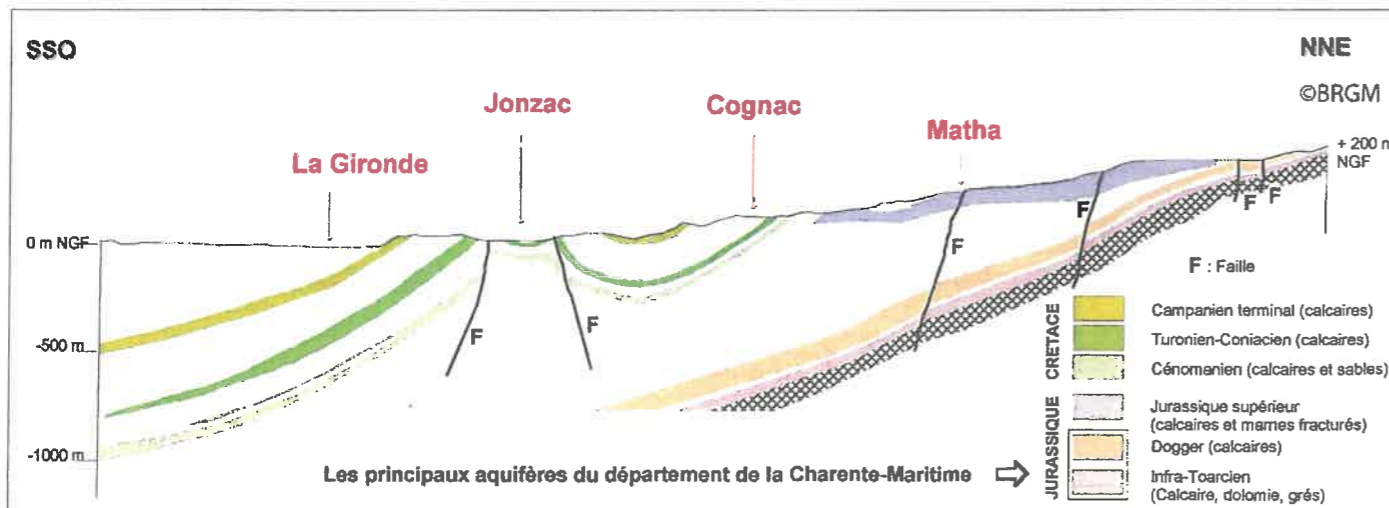 SSO
NNE
©BRGM
Jonzac
Cognac
Matha
La Gironde
+ 200 m
NGF
0 m NGF
F
F
F
F
F
F
F : Faille
-500 m
-1000 m
CRETACE
Campanien terminal (calcaires)
Turonien-Coniacien (calcaires)
Cénomanien (calcaires et sables)
JURASSIQUE
Jurassique supérieur
(calcaires et marnes fracturés)
Dogger (calcaires)
Infra-Toarcien
(Calcaire, dolomie, grés)
Les principaux aquifères du département de la Charente-Maritime